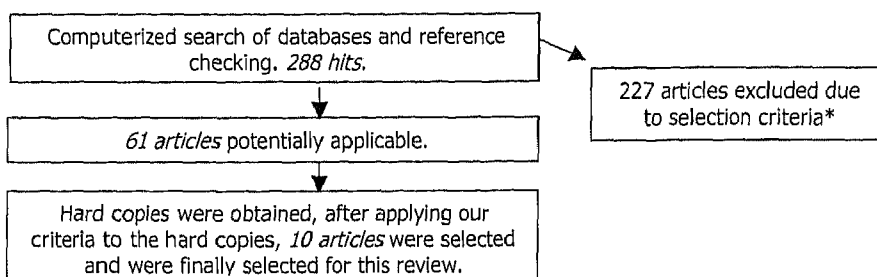 Computerized search of databases and reference
checking. 288 hits.
227 articles excluded due
to selection criteria*
61 articles potentially applicable.
Hard copies were obtained, after applying our
criteria to the hard copies, 10 articles were selected
and were finally selected for this review.